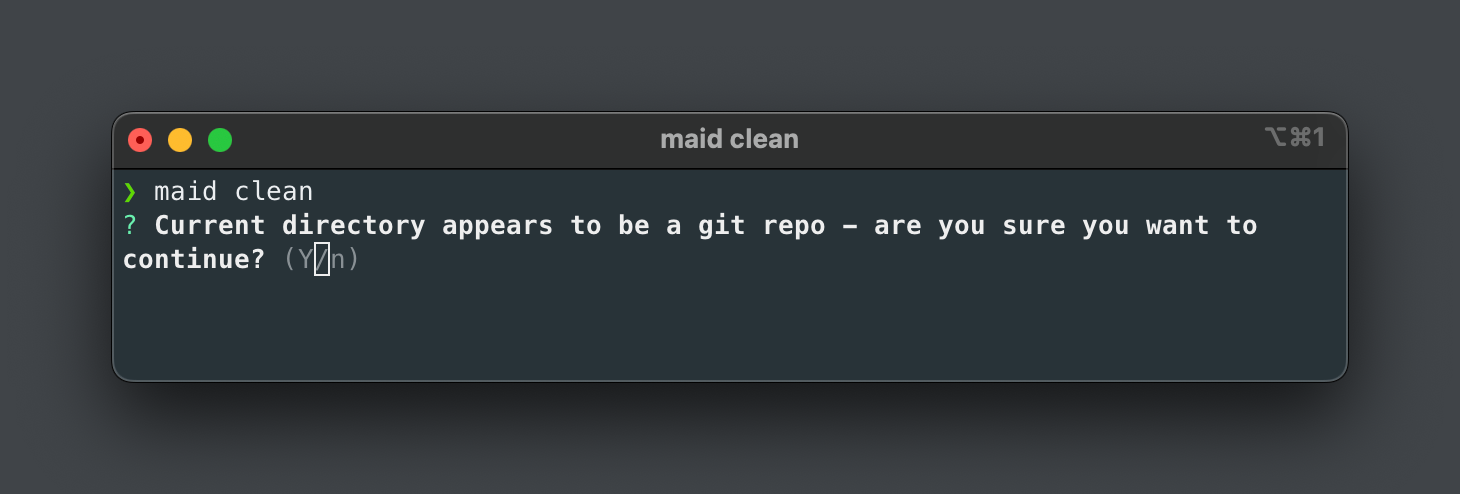 maid clean
⌥⌘1
❯ maid clean
? Current directory appears to be a git repo – are you sure you want to
continue? (Y/n)